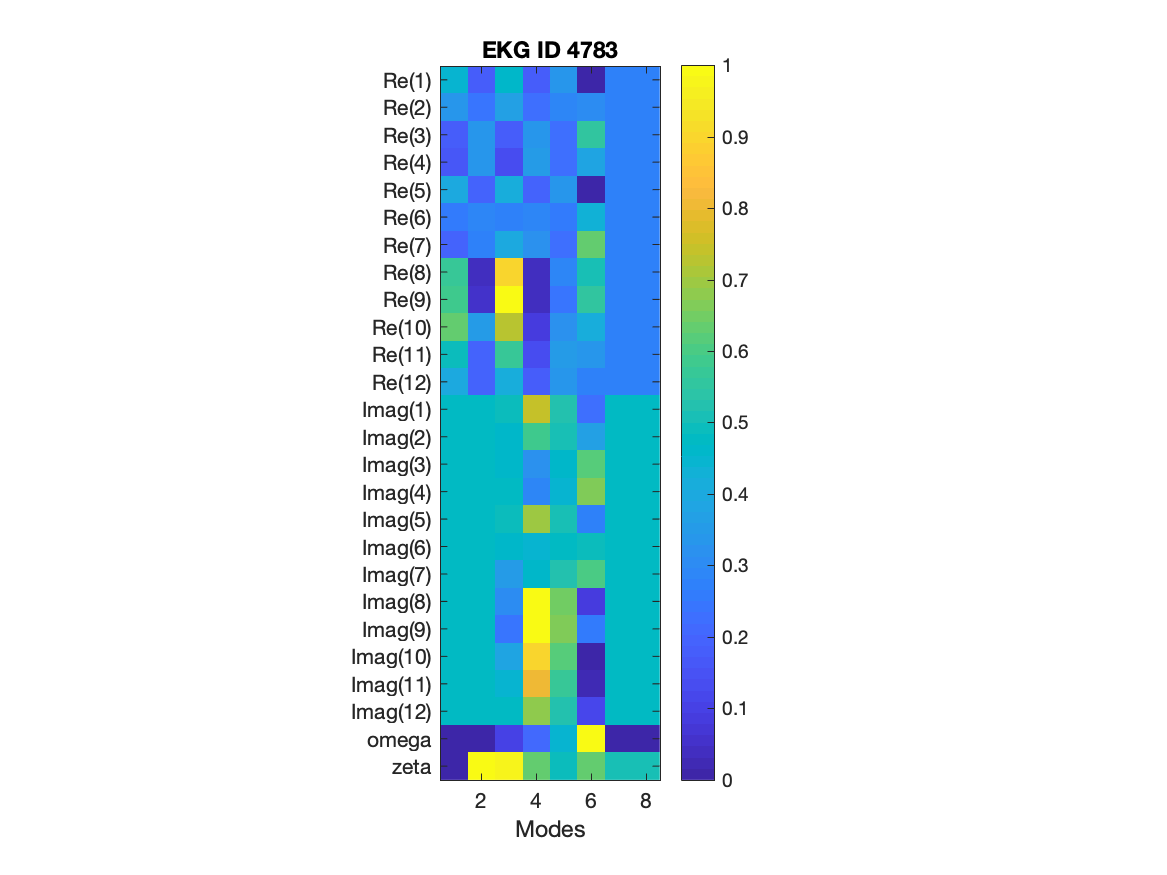 EKG ID 4783
Re(1)
Re(2)
Re(3)
Re(4)
Re(5)
Re(6)
Re(7)
Re(8)
Re(9)
Re(10)
Re(11)
Re(12)
Imag(1)
Imag(2)
Imag(3)
Imag(4)
Imag(5)
Imag(6)
Imag(7)
Imag(8)
Imag(9)
Imag(10)
Imag(11)
Imag(12)
omega
zeta
2 4 6 8
Modes
1
0.9
0.8
0.7
0.6
0.5
0.4
0.3
0.2
0.1
0